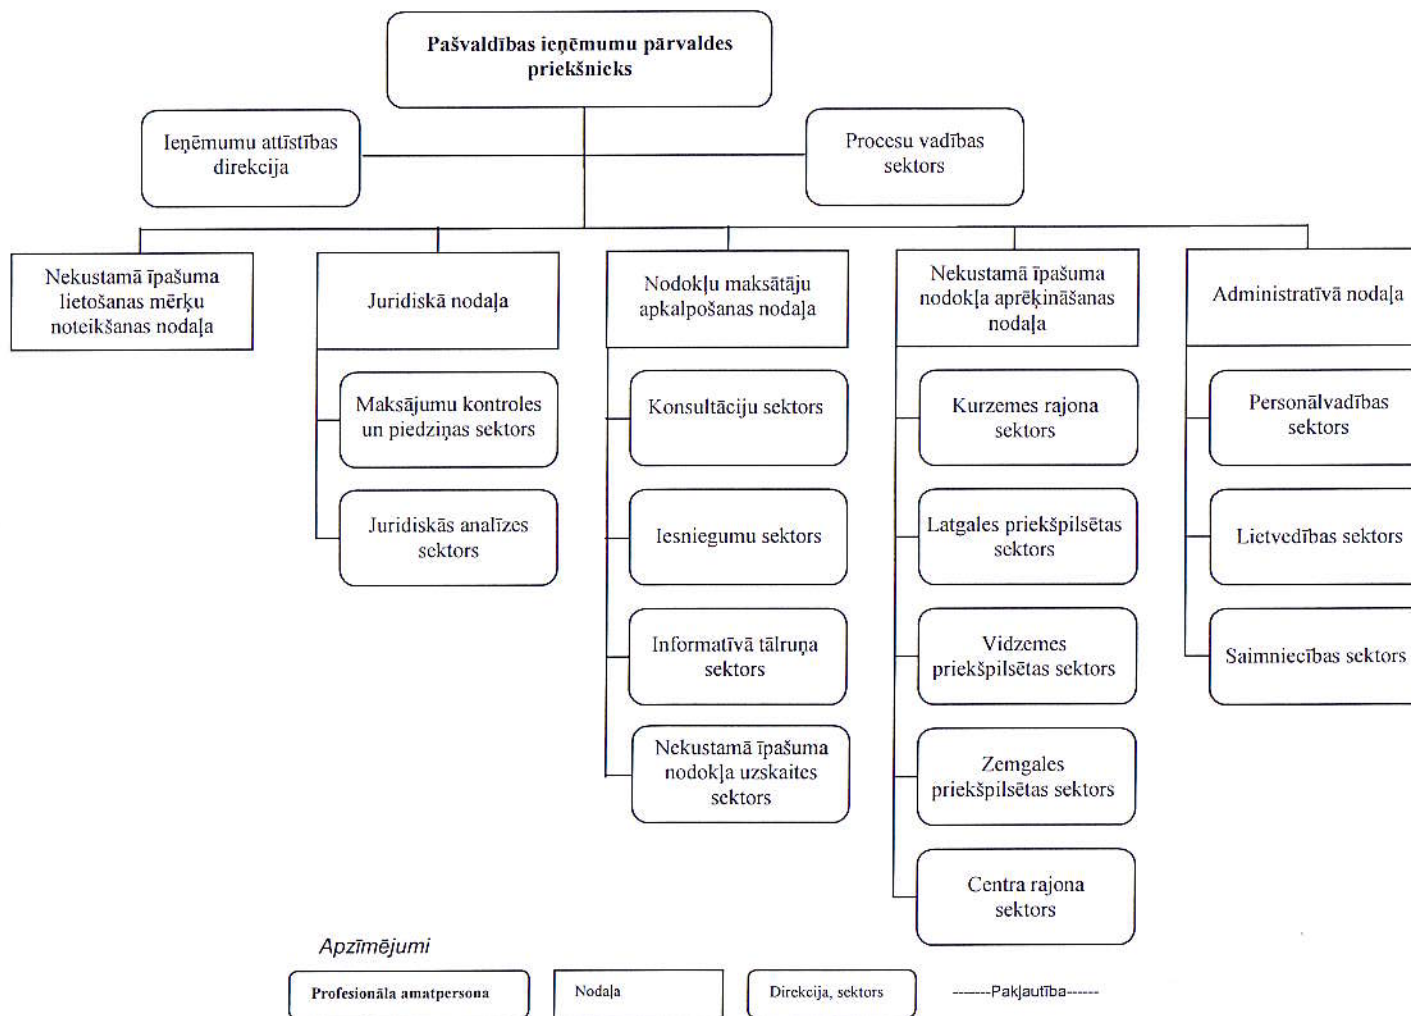 Pašvaldības ieņēmumu pārvaldes
priekšnieks
Ieņēmumu attīstības
direkcija
Procesu vadības
sektors
Nekustamā īpašuma
lietošanas mērķu
noteikšanas nodaļa
Juridiskā nodaļa
Maksājumu kontroles
un piedziņas sektors
Juridiskās analīzes
sektors
Nodokļu maksātāju
apkalpošanas nodaļa
Konsultāciju sektors
Iesniegumu sektors
Informatīvā tālruņa
sektors
Nekustamā īpašuma
nodokļa uzskaites
sektors
Nekustamā īpašuma
nodokļa aprēķināšanas
nodaļa
Kurzemes rajona
sektors
Latgales priekšpilsētas
sektors
Vidzemes
priekšpilsētas sektors
Zemgales
priekšpilsētas sektors
Centra rajona
sektors
Administratīvā nodaļa
Personālvadības
sektors
Lietvedības sektors
Saimniecības sektors
Apzīmējumi
Profesionāla amatpersona
Nodaļa
Direkcija, sektors
-------Pakļautība------